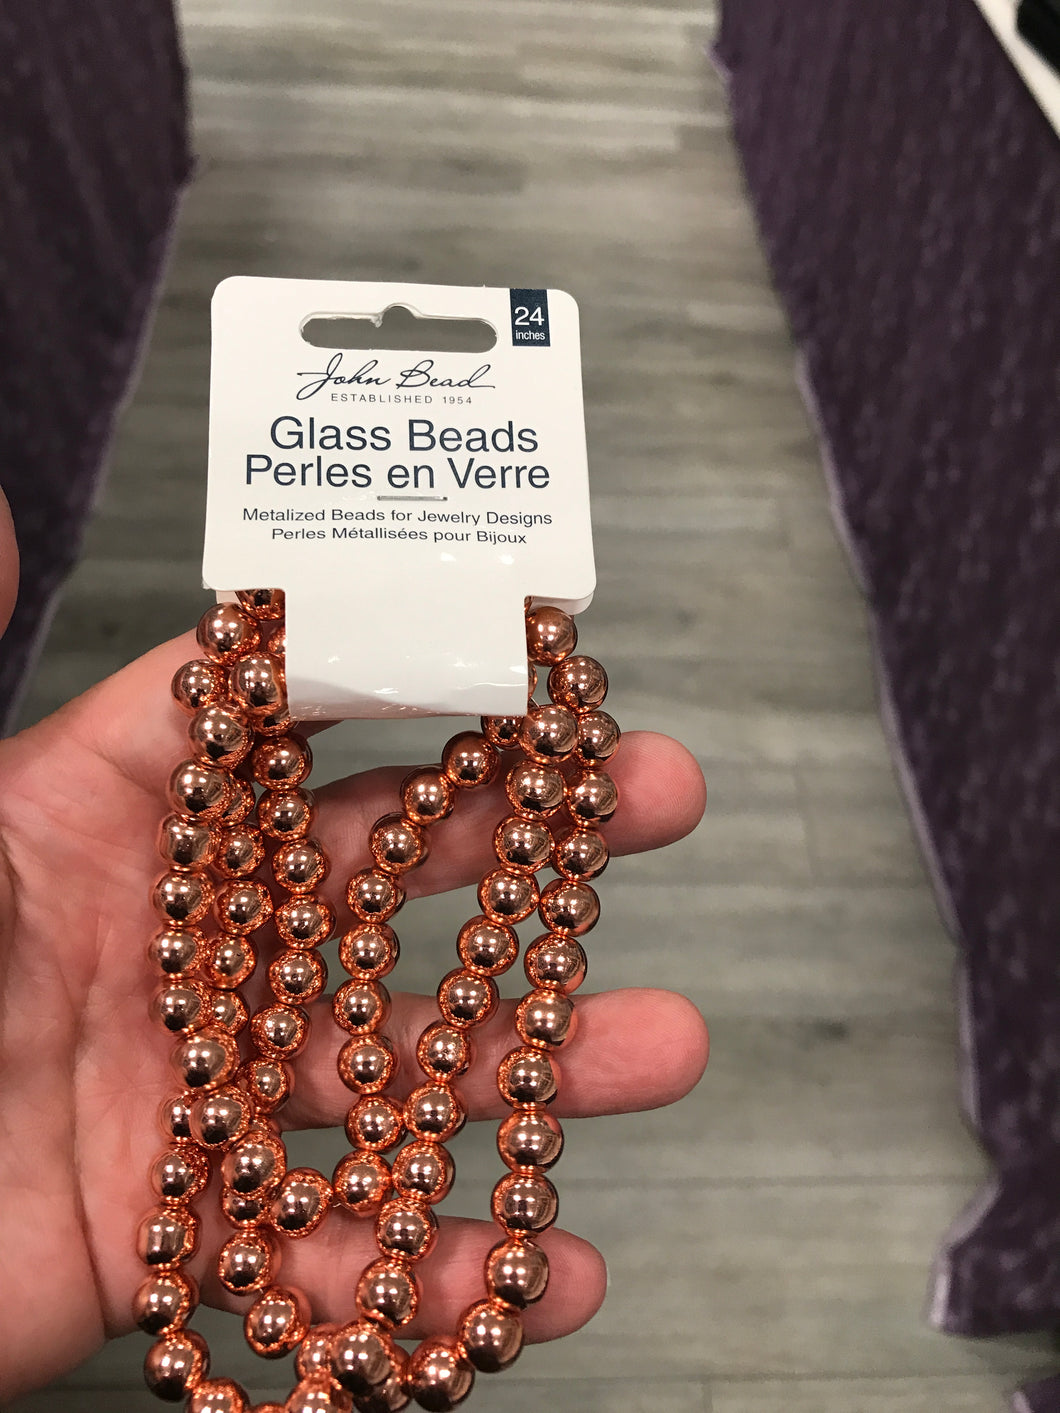 24
inches
John Bead
ESTABLISHED 1954
Glass Beads
Perles en Verre
Metalized Beads for Jewelry Designs
Perles Métallisées pour Bijoux